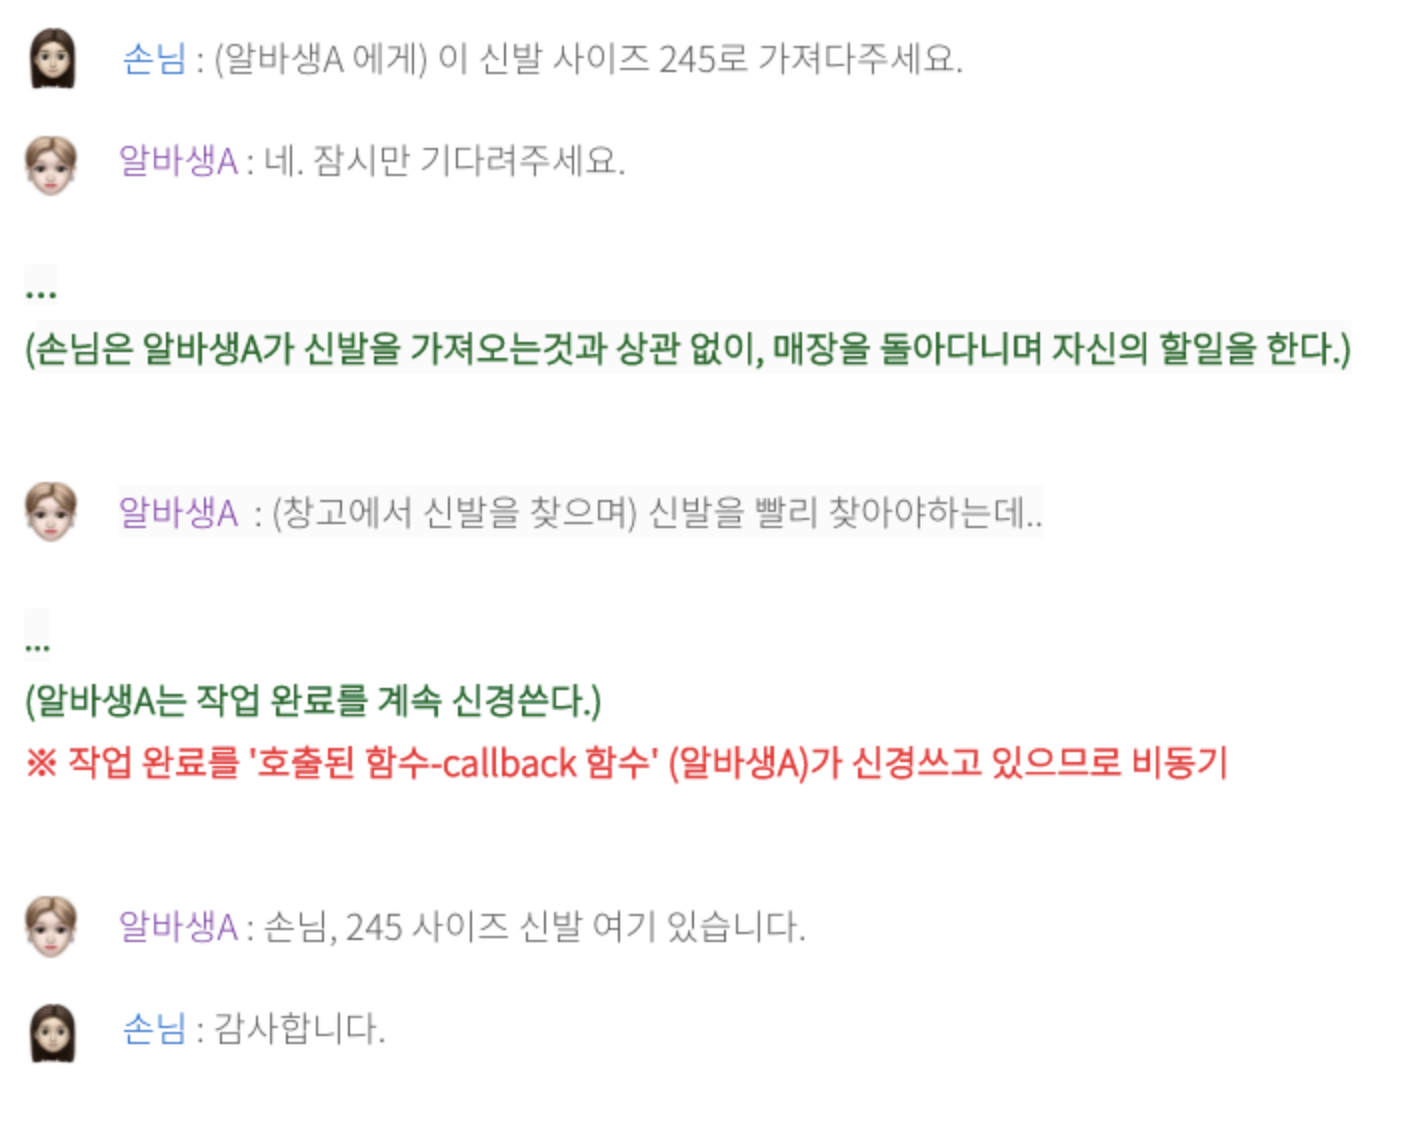 손님 : (알바생A 에게) 이 신발 사이즈 245로 가져다주세요.
알바생A : 네. 잠시만 기다려주세요.
...
(손님은 알바생A가 신발을 가져오는것과 상관 없이, 매장을 돌아다니며 자신의 할일을 한다.)
알바생A : (창고에서 신발을 찾으며) 신발을 빨리 찾아야하는데..
...
(알바생A는 작업 완료를 계속 신경쓴다.)
※ 작업 완료를 '호출된 함수-callback 함수' (알바생A)가 신경쓰고 있으므로 비동기
알바생A : 손님, 245 사이즈 신발 여기 있습니다.
손님 : 감사합니다.